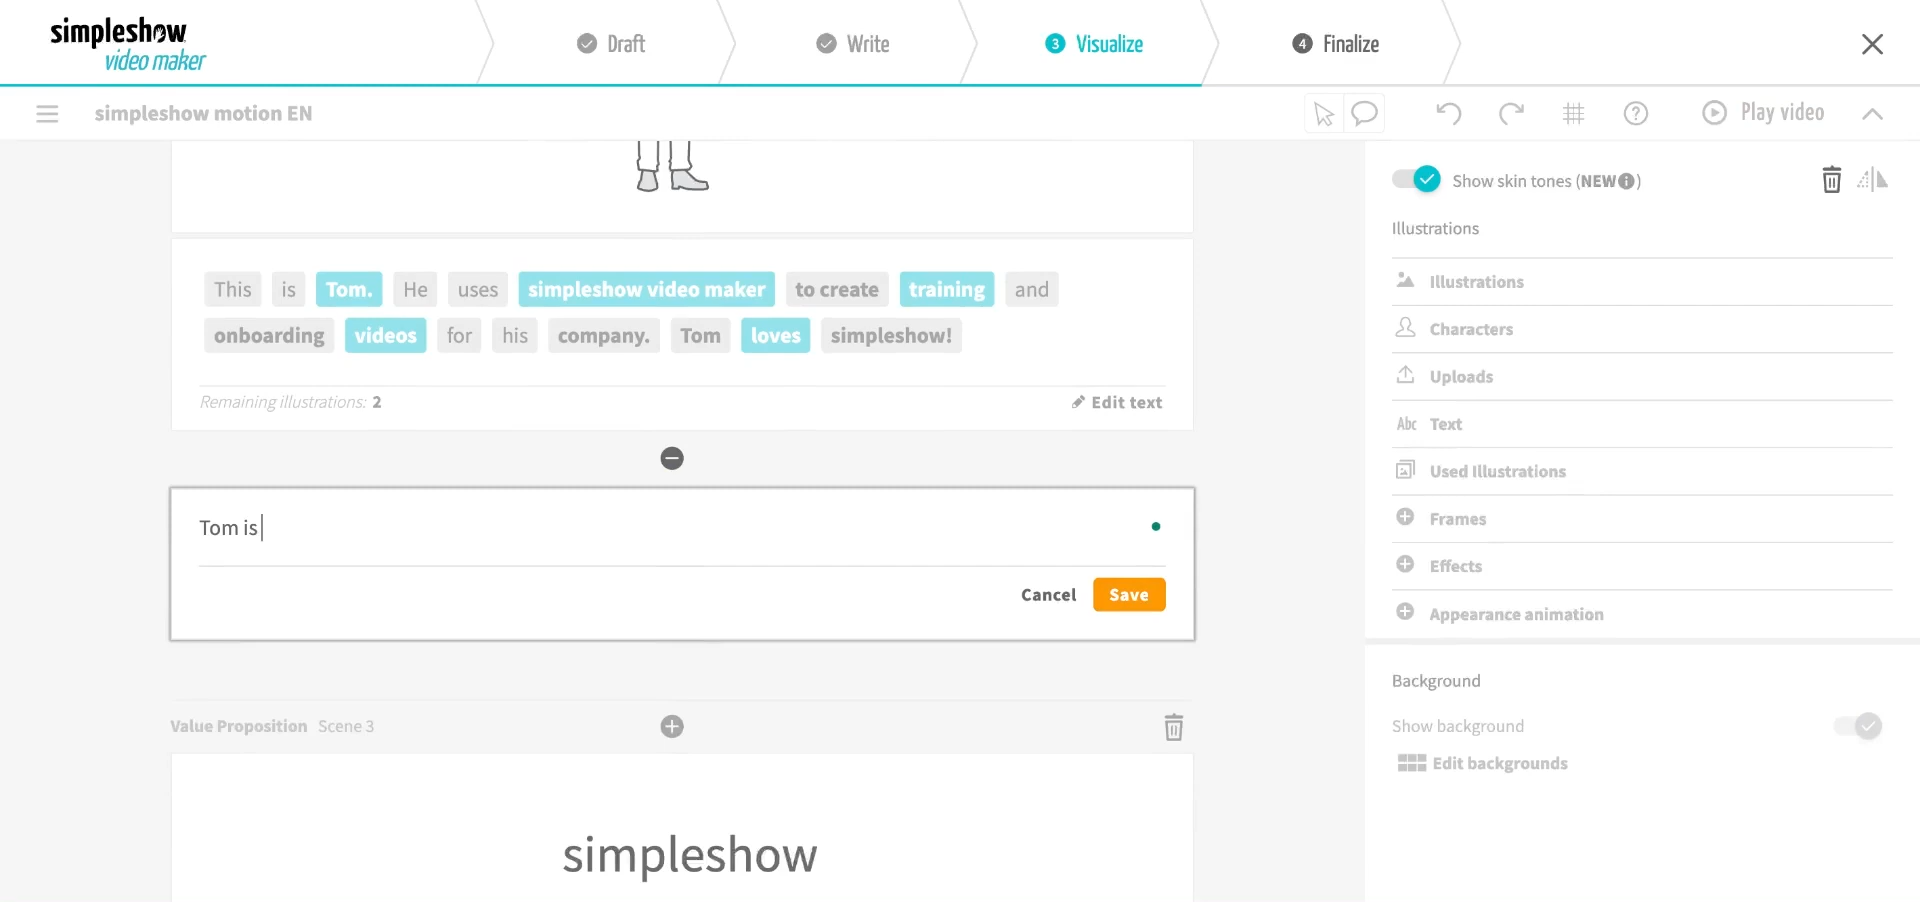 simpleshow
video maker
Draft
Write
3 Visualize
4 Finalize
simpleshow motion EN
Play video
Show skin tones (NEW)
Illustrations
Illustrations
Characters
Uploads
Abc Text
Used Illustrations
Frames
Effects
Appearance animation
Background
Show background
Edit backgrounds
This is Tom. He uses simpleshow video maker to create training and
onboarding videos for his company. Tom loves simpleshow!
Remaining illustrations: 2
Edit text
Tom is
Cancel Save
Value Proposition Scene 3
simpleshow